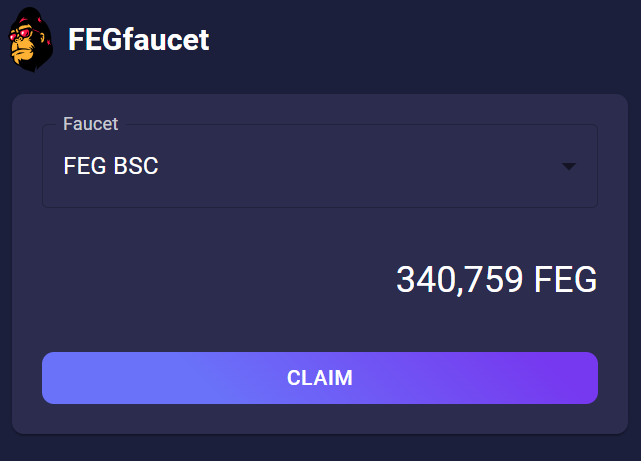 FEGfaucet
Faucet
FEG BSC
340,759 FEG
CLAIM